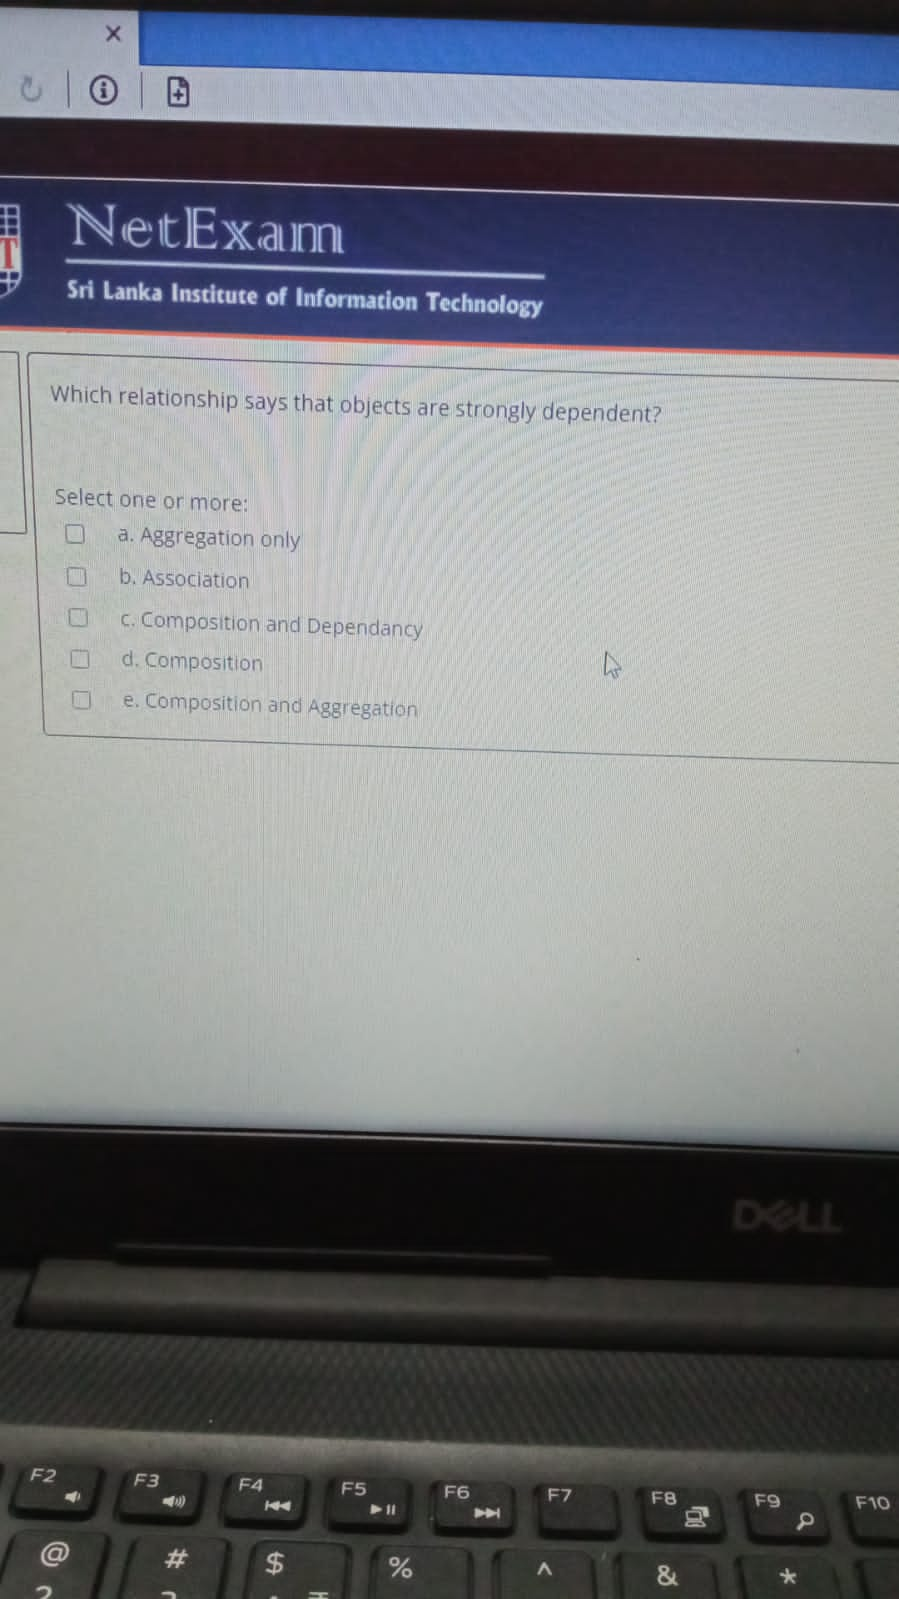 NetExam
Sri Lanka Institute of Information Technology
Which relationship says that objects are strongly dependent?
Select one or more:
a. Aggregation only
b. Association
c. Composition and Dependancy
d. Composition
e. Composition and Aggregation
DELL
F2 F3 F4 F5 F6 F7 F8 F9 F10
@ # $ % ^ & *